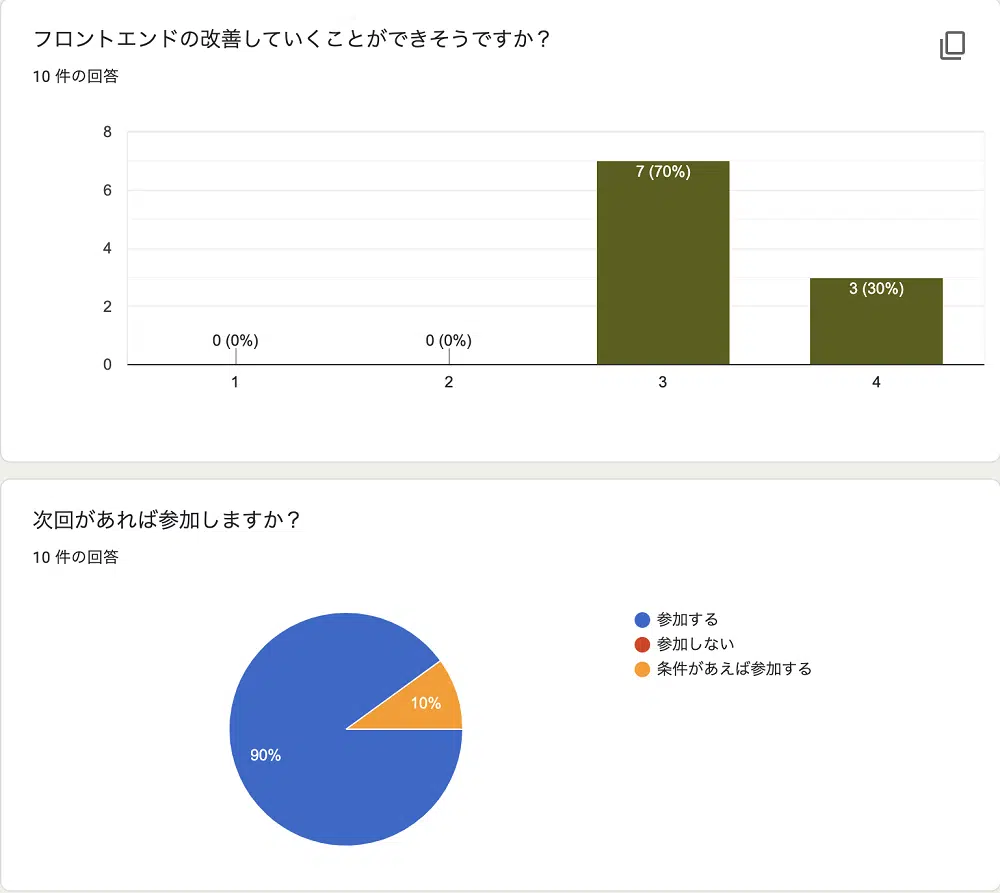 フロントエンドの改善していくことができそうですか？
10 件の回答
8
6
4
2
0
0 (0%)
0 (0%)
7 (70%)
3 (30%)
1
2
3
4
次回があれば参加しますか？
10 件の回答
参加する
参加しない
条件があえば参加する
10%
90%